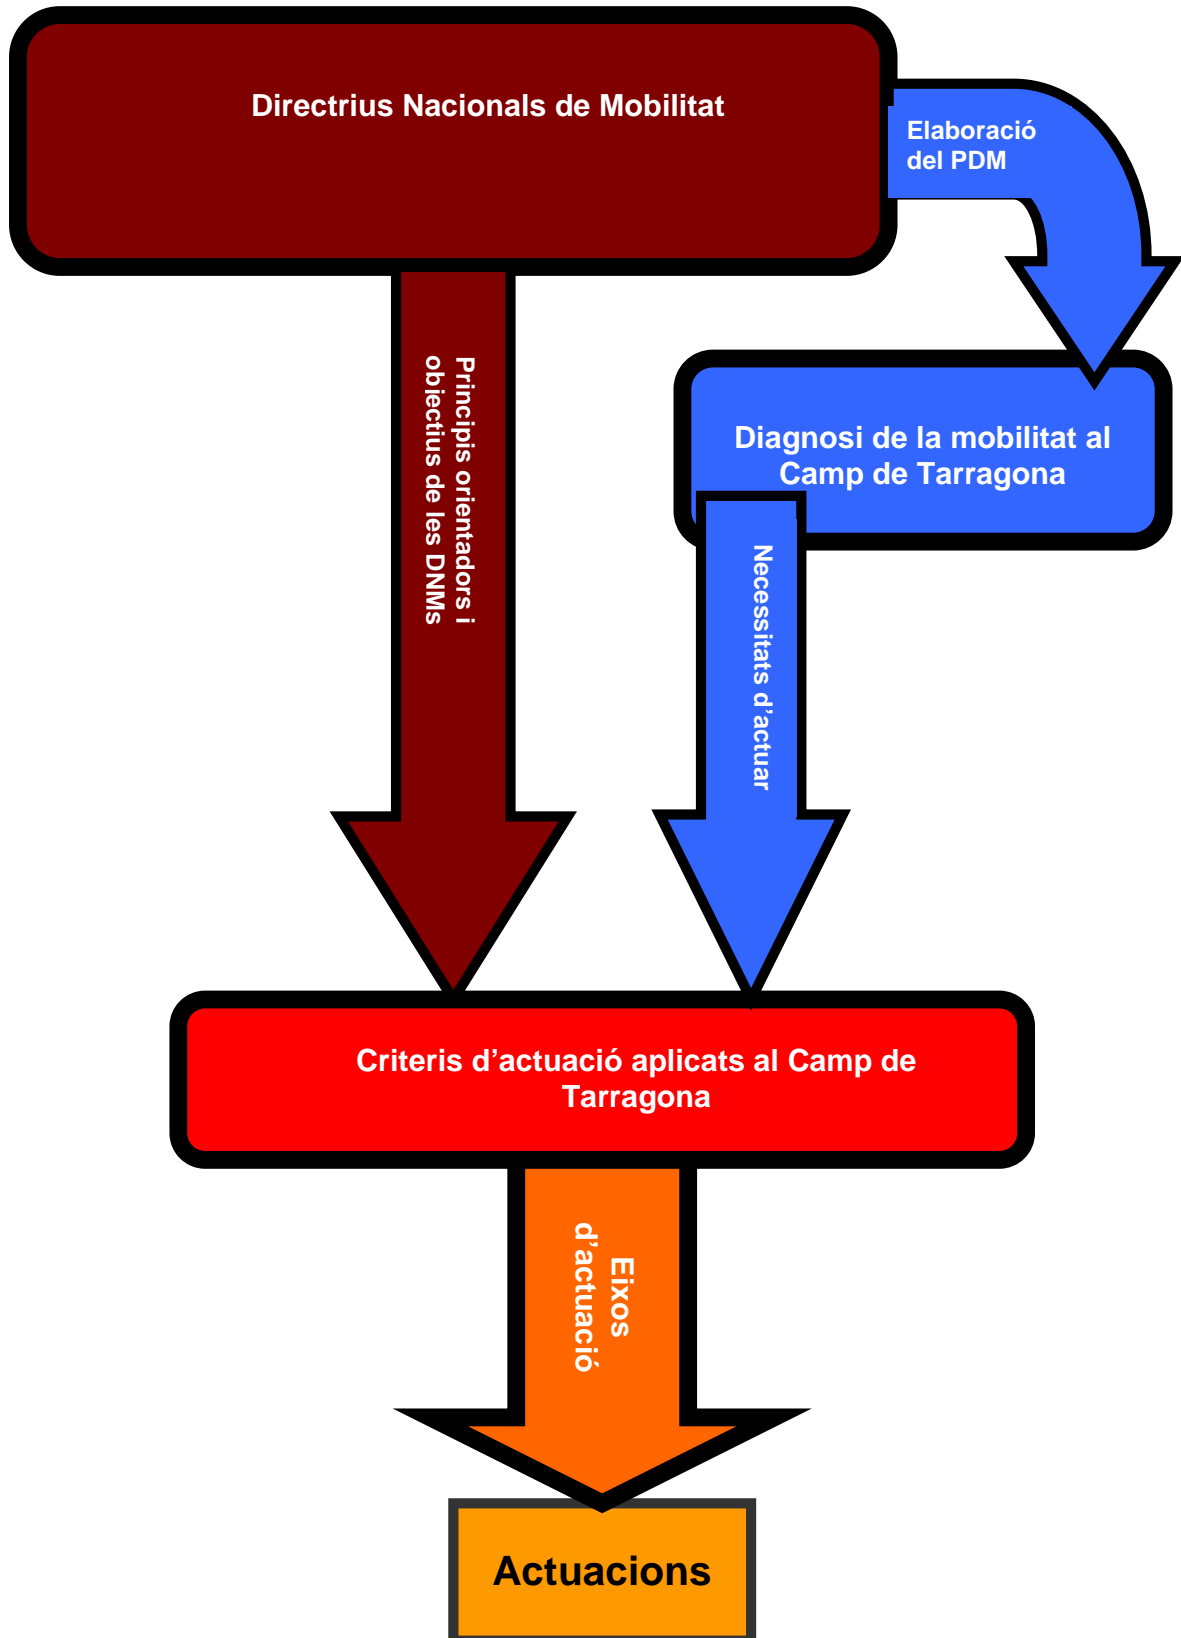 Directrius Nacionals de Mobilitat
Elaboració
del PDM
Principis orientadors i
objectius de les DNMs
Diagnosi de la mobilitat al
Camp de Tarragona
Necessitats d’actuar
Criteris d’actuació aplicats al Camp de
Tarragona
Eixos
d’actuació
Actuacions